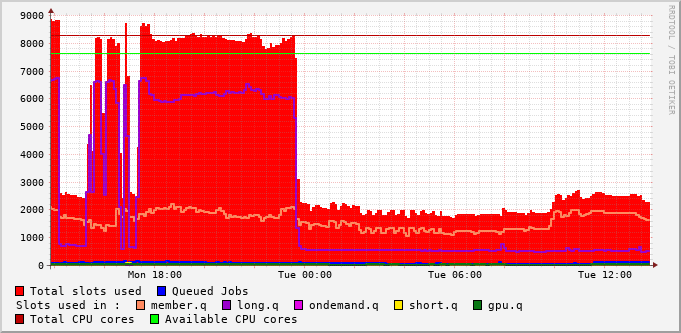 9000
8000
7000
6000
5000
4000
3000
2000
1000
0
Mon 18:00 Tue 00:00 Tue 06:00 Tue 12:00
Total slots used Queued Jobs
Slots used in : member.q long.q ondemand.q short.q gpu.q
Total CPU cores Available CPU cores
RRDTOOL / TOBI OETIKER